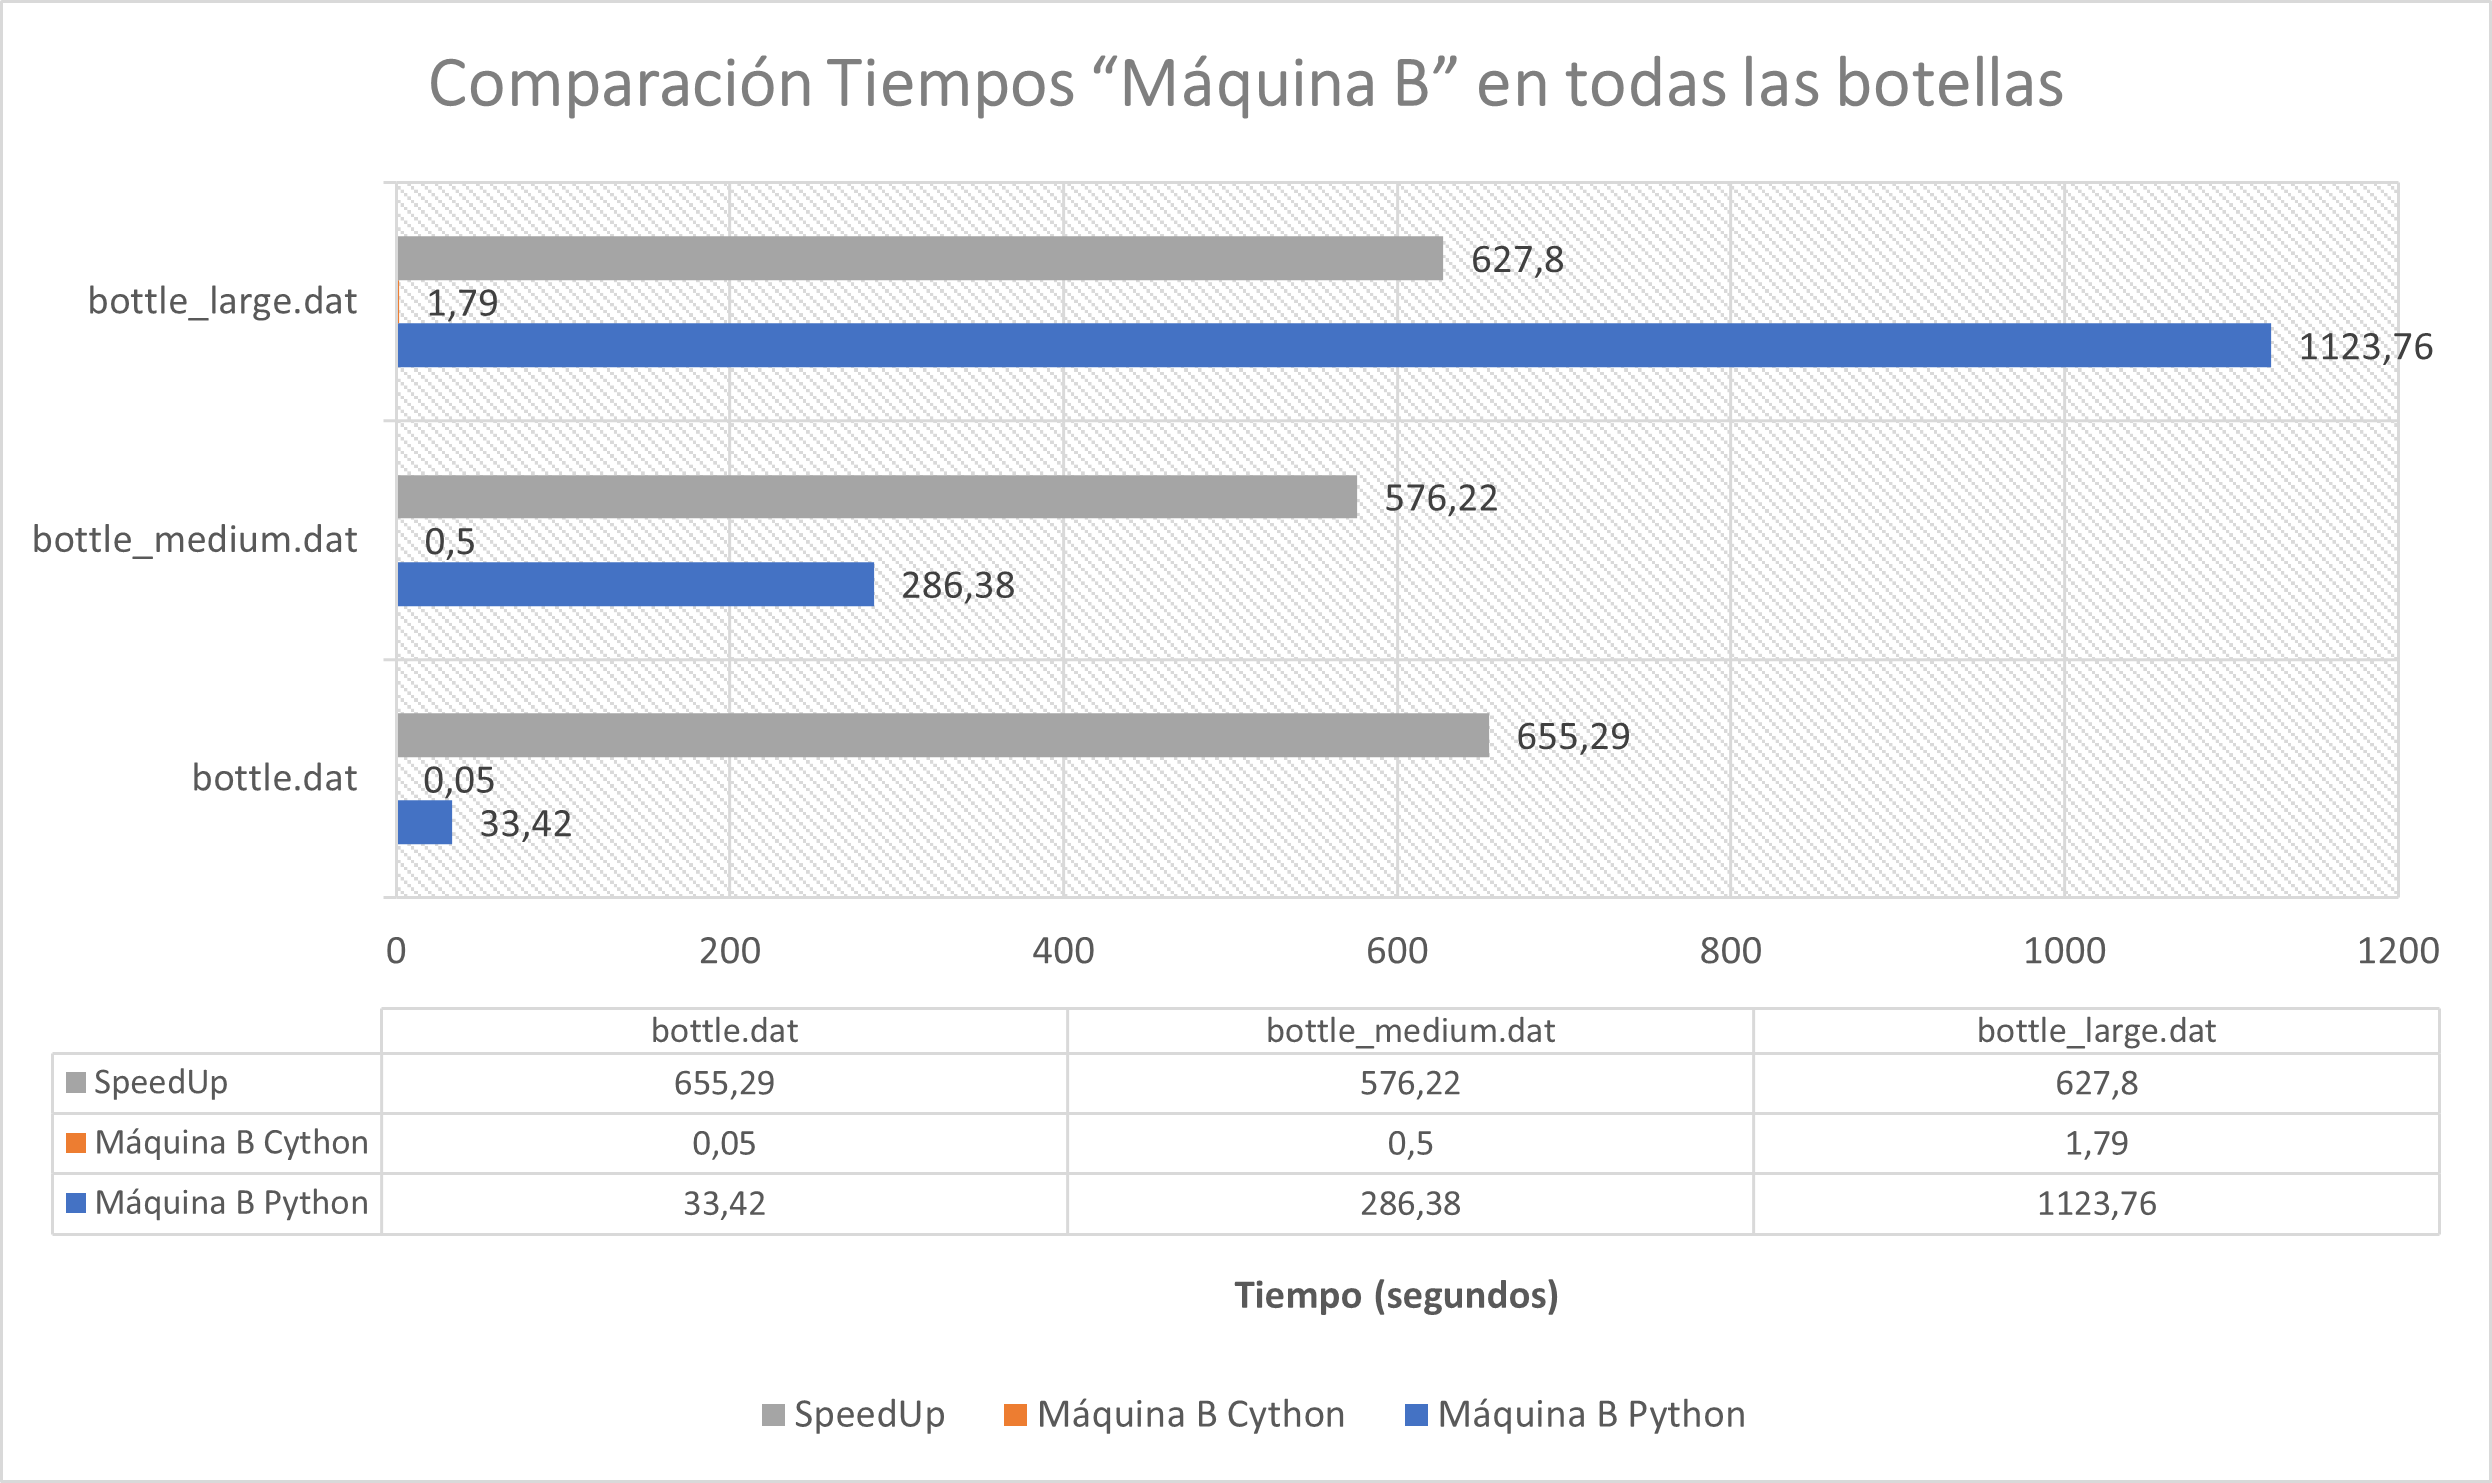 Comparación Tiempos “Máquina B” en todas las botellas
bottle_large.dat
627,8
1,79
1123,76
bottle_medium.dat
576,22
0,5
286,38
bottle.dat
655,29
0,05
33,42
0 200 400 600 800 1000 1200
bottle.dat bottle_medium.dat bottle_large.dat
SpeedUp 655,29 576,22 627,8
Máquina B Cython 0,05 0,5 1,79
Máquina B Python 33,42 286,38 1123,76
Tiempo (segundos)
SpeedUp Máquina B Cython Máquina B Python